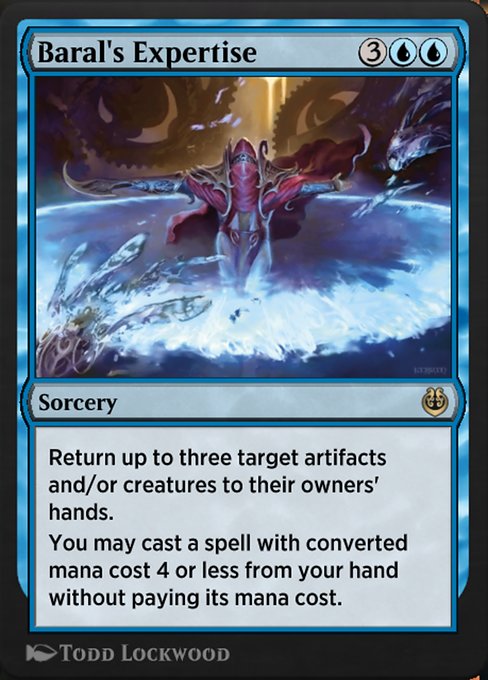 Baral's Expertise 3
Sorcery
Return up to three target artifacts
and/or creatures to their owners'
hands.
You may cast a spell with converted
mana cost 4 or less from your hand
without paying its mana cost.
Todd Lockwood